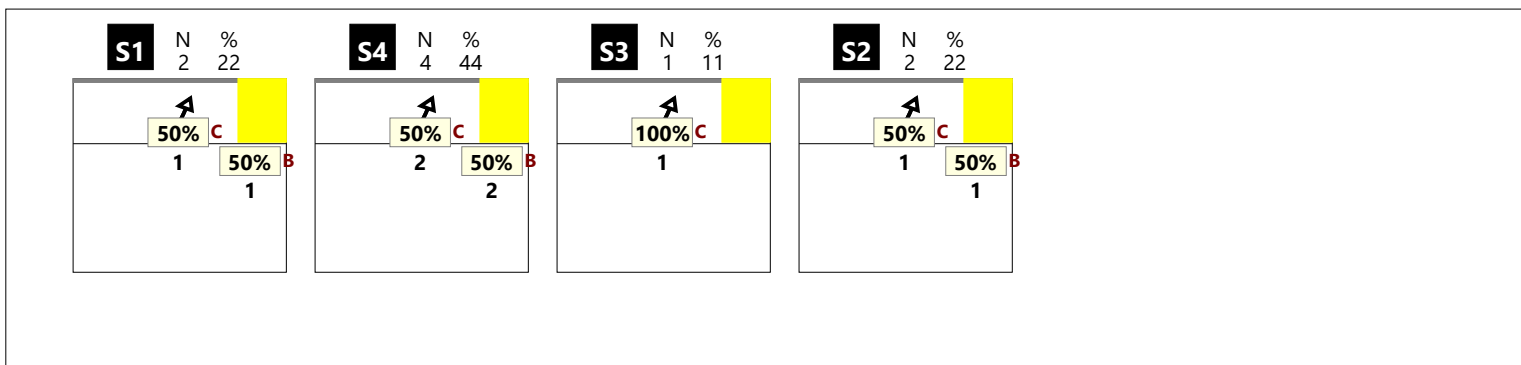 S1 N % S4 N % S3 N % S2 N %
2 22 4 44 1 11 2 22
50% C 50% C 100% C 50% C
1 50% B 2 50% B 1 1 50% B
1 2 1